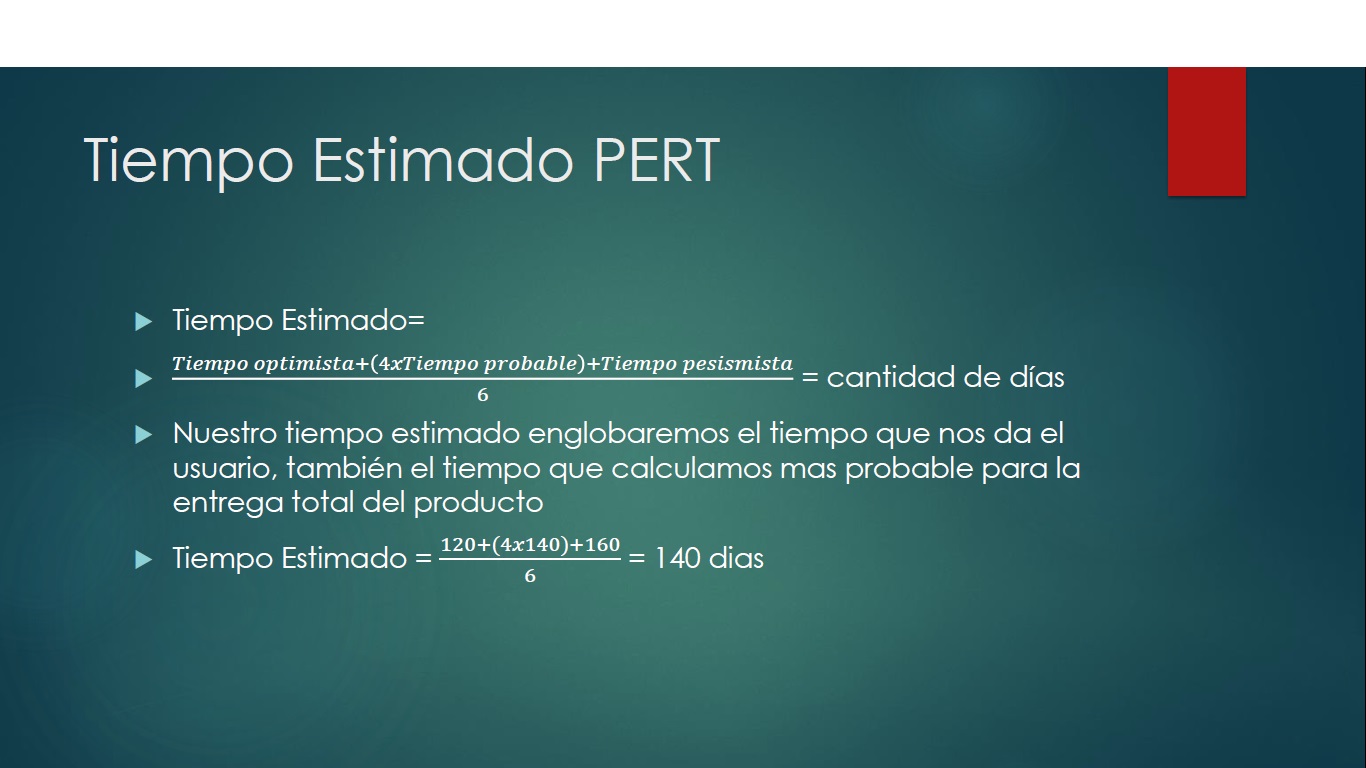 Tiempo Estimado PERT
Tiempo Estimado=
Tiempo optimista+(4xTiempo probable)+Tiempo pesismista
6
= cantidad de días
Nuestro tiempo estimado englobaremos el tiempo que nos da el
usuario, también el tiempo que calculamos mas probable para la
entrega total del producto
Tiempo Estimado = 120+(4x140)+160
6
= 140 dias